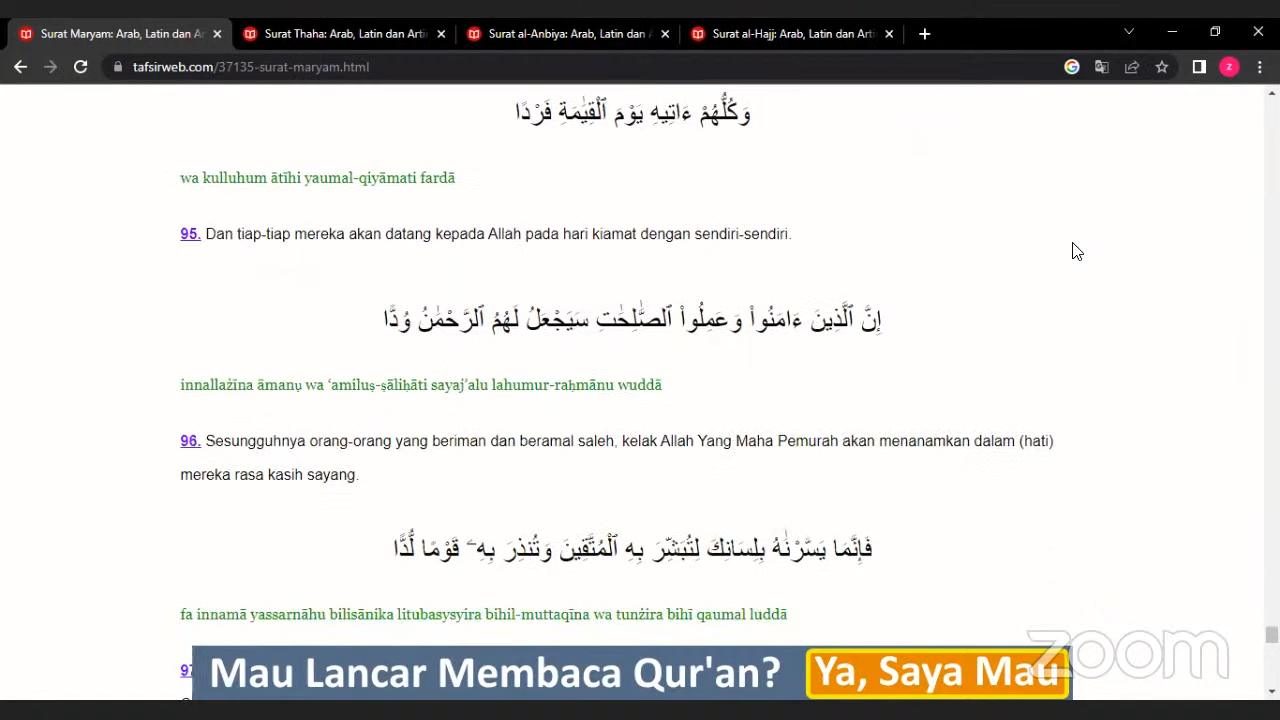 Surat Maryam: Arab, Latin dan Ar
Surat Thaha: Arab, Latin dan Arti
Surat al-Anbiya: Arab, Latin dan A
Surat al-Hajj: Arab, Latin dan Arti
tafsirweb.com/37135-surat-maryam.html
وَكُلُّهُمْ ءَاتِيهِ يَوْمَ ٱلْقِيَٰمَةِ فَرْدًا
wa kulluhum ātīhi yaumal-qiyāmati fardā
95. Dan tiap-tiap mereka akan datang kepada Allah pada hari kiamat dengan sendiri-sendiri.
إِنَّ ٱلَّذِينَ ءَامَنُوا۟ وَعَمِلُوا۟ ٱلصَّٰلِحَٰتِ سَيَجْعَلُ لَهُمُ ٱلرَّحْمَٰنُ وُدًّا
innallażīna āmanụ wa 'amiluṣ-ṣāliḥāti sayaj'alu lahumur-raḥmānu wuddā
96. Sesungguhnya orang-orang yang beriman dan beramal saleh, kelak Allah Yang Maha Pemurah akan menanamkan dalam (hati)
mereka rasa kasih sayang.
فَإِنَّمَا يَسَّرْنَٰهُ بِلِسَانِكَ لِتُبَشِّرَ بِهِ ٱلْمُتَّقِينَ وَتُنذِرَ بِهِۦ قَوْمًا لُّدًّا
fa innamā yassarnāhu bilisānika litubasysyira bihil-muttaqīna wa tunżira bihī qaumal luddā
97
Mau Lancar Membaca Qur'an? Ya, Saya Mau
zoom